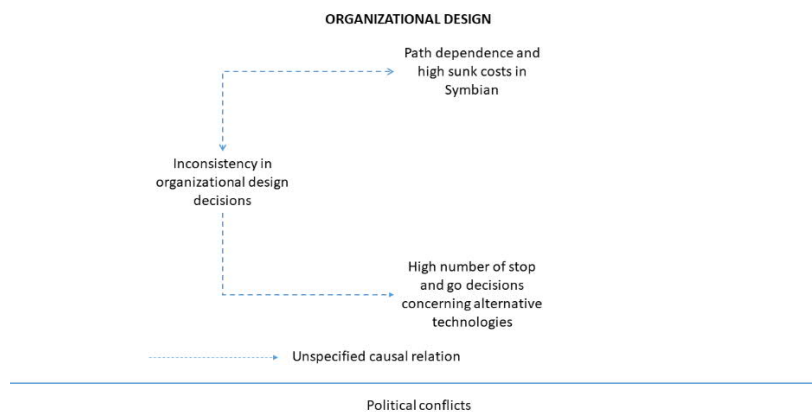 ORGANIZATIONAL DESIGN
Path dependence and
high sunk costs in
Symbian
Inconsistency in
organizational design
decisions
High number of stop
and go decisions
concerning alternative
technologies
Unspecified causal relation
Political conflicts